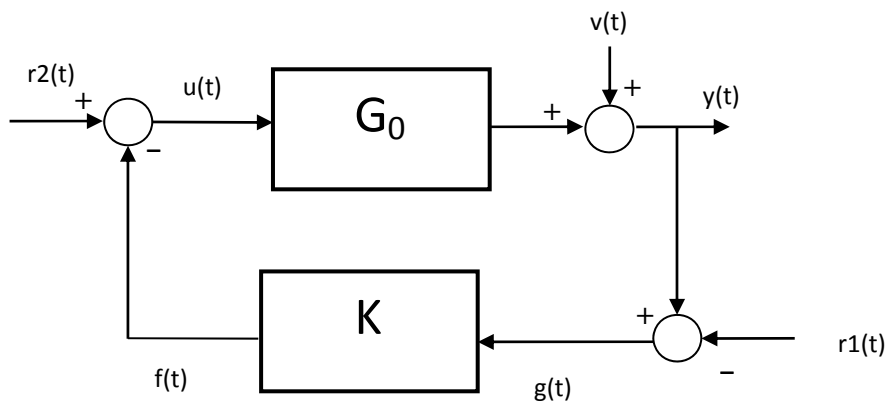 v(t)
r2(t)
+
u(t)
G₀
+
+
y(t)
−
K
+
r1(t)
−
f(t)
g(t)